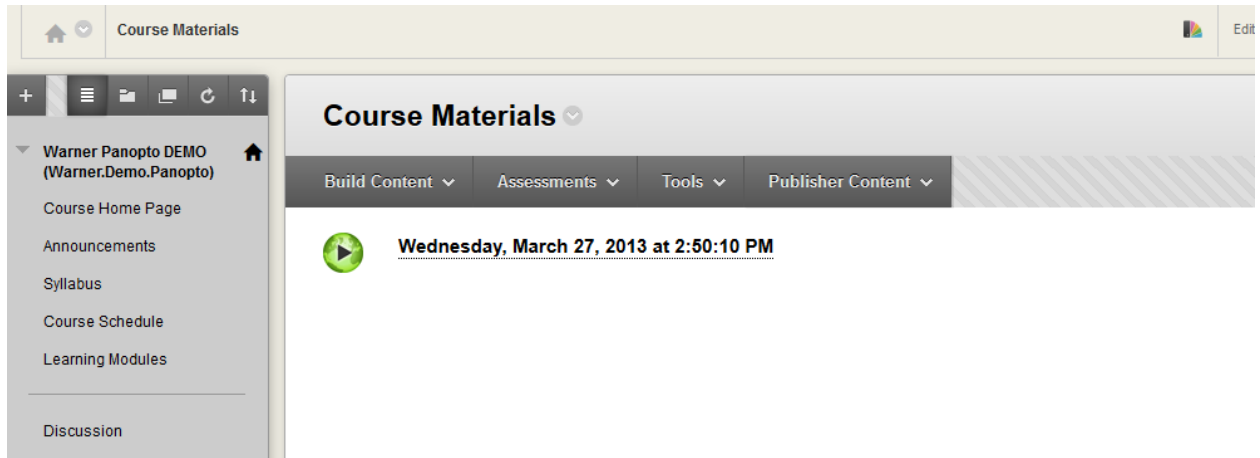 Course Materials
Edit
+
Warner Panopto DEMO
(Warner.Demo.Panopto)
Course Home Page
Announcements
Syllabus
Course Schedule
Learning Modules
Discussion
Course Materials
Build Content
Assessments
Tools
Publisher Content
Wednesday, March 27, 2013 at 2:50:10 PM